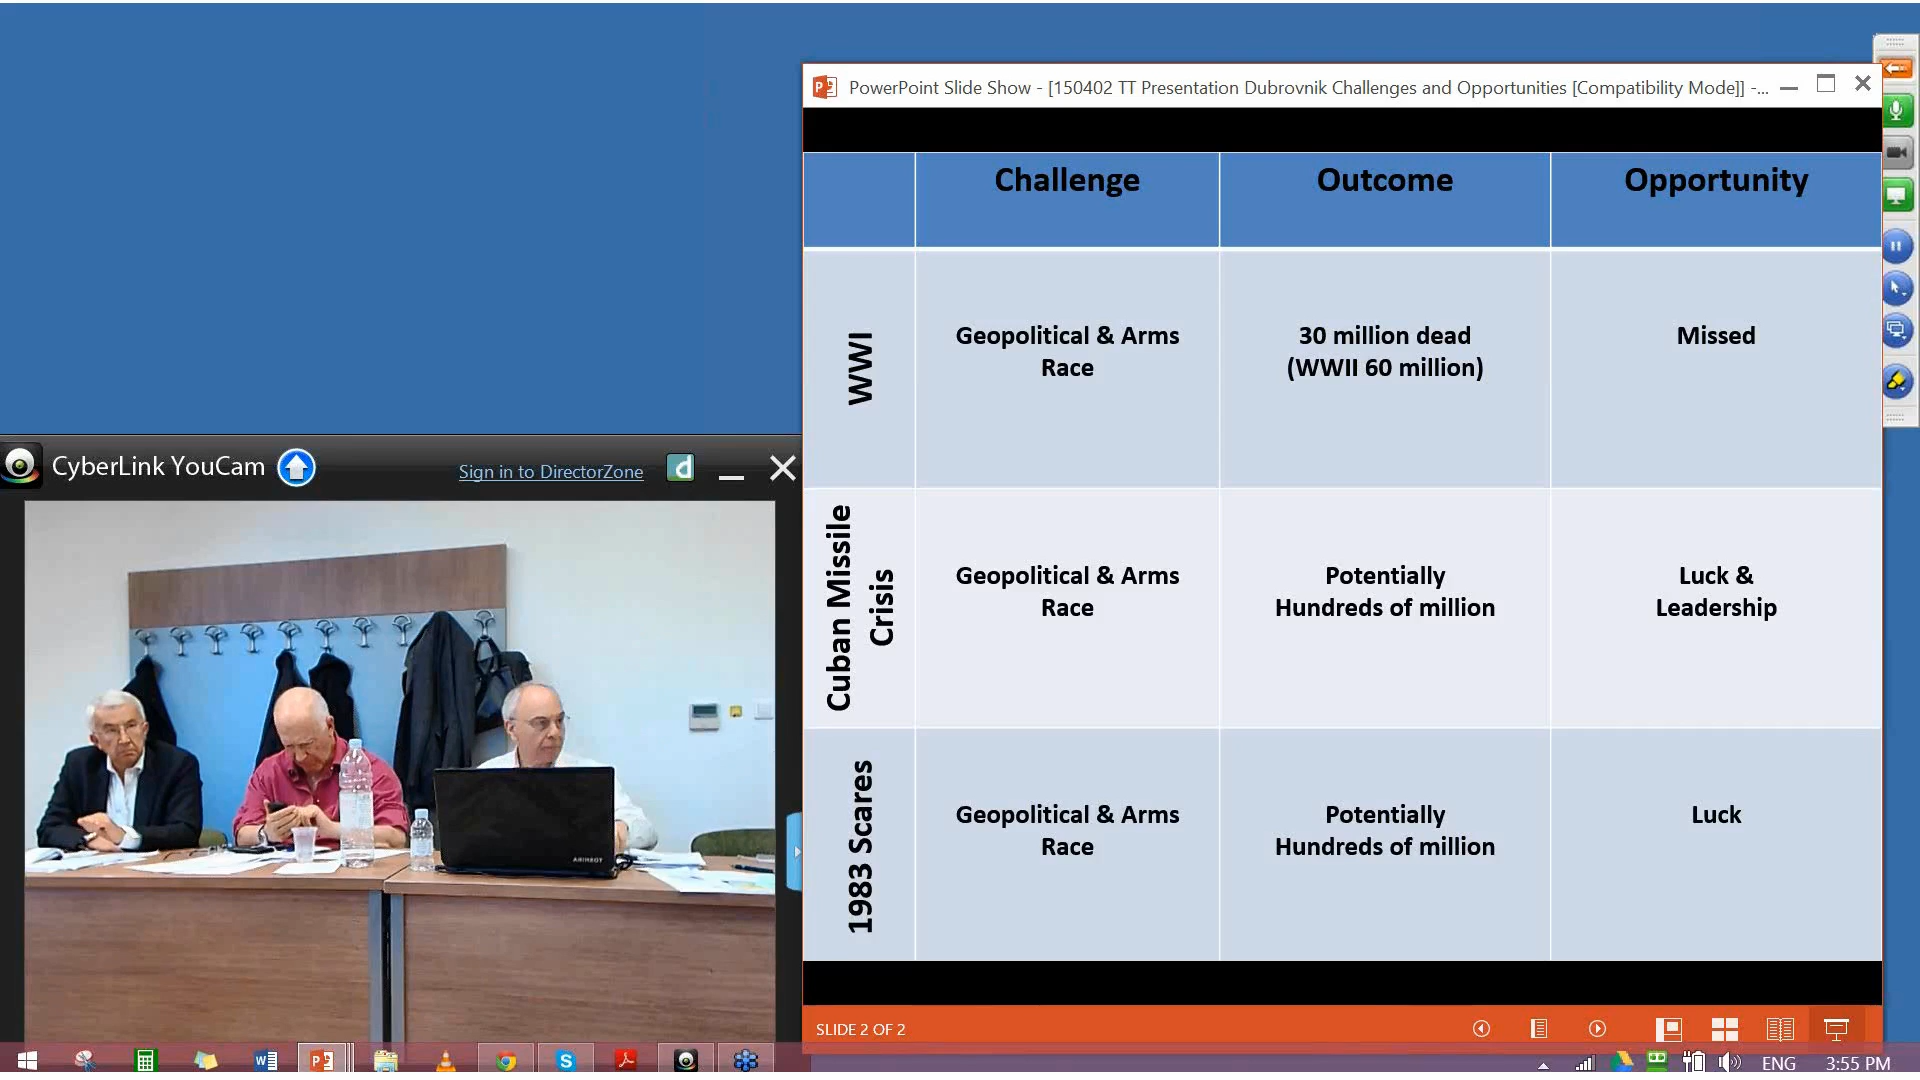 PowerPoint Slide Show - [150402 TT Presentation Dubrovnik Challenges and Opportunities [Compatibility Mode]] -...
Challenge
Outcome
Opportunity
WWI
Geopolitical & Arms
Race
30 million dead
(WWII 60 million)
Missed
Cuban Missile
Crisis
Geopolitical & Arms
Race
Potentially
Hundreds of million
Luck &
Leadership
1983 Scares
Geopolitical & Arms
Race
Potentially
Hundreds of million
Luck
SLIDE 2 OF 2
CyberLink YouCam
Sign in to DirectorZone
d
TOSHIBA
ENG
3:55 PM